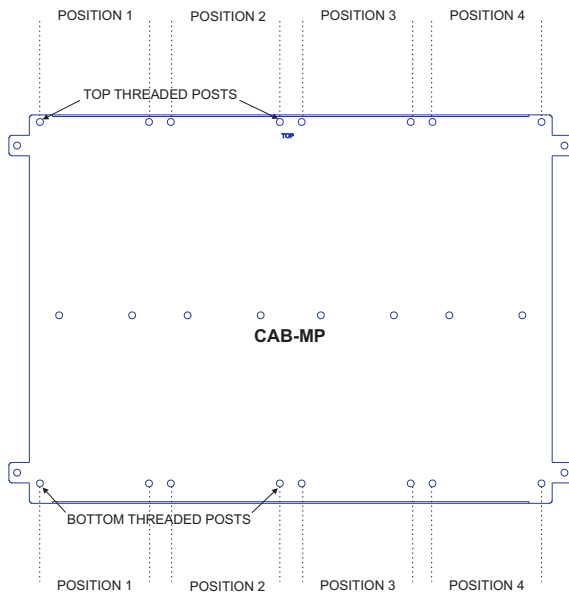 POSITION 1 POSITION 2 POSITION 3 POSITION 4
TOP THREADED POSTS
TOP
CAB-MP
BOTTOM THREADED POSTS
POSITION 1 POSITION 2 POSITION 3 POSITION 4